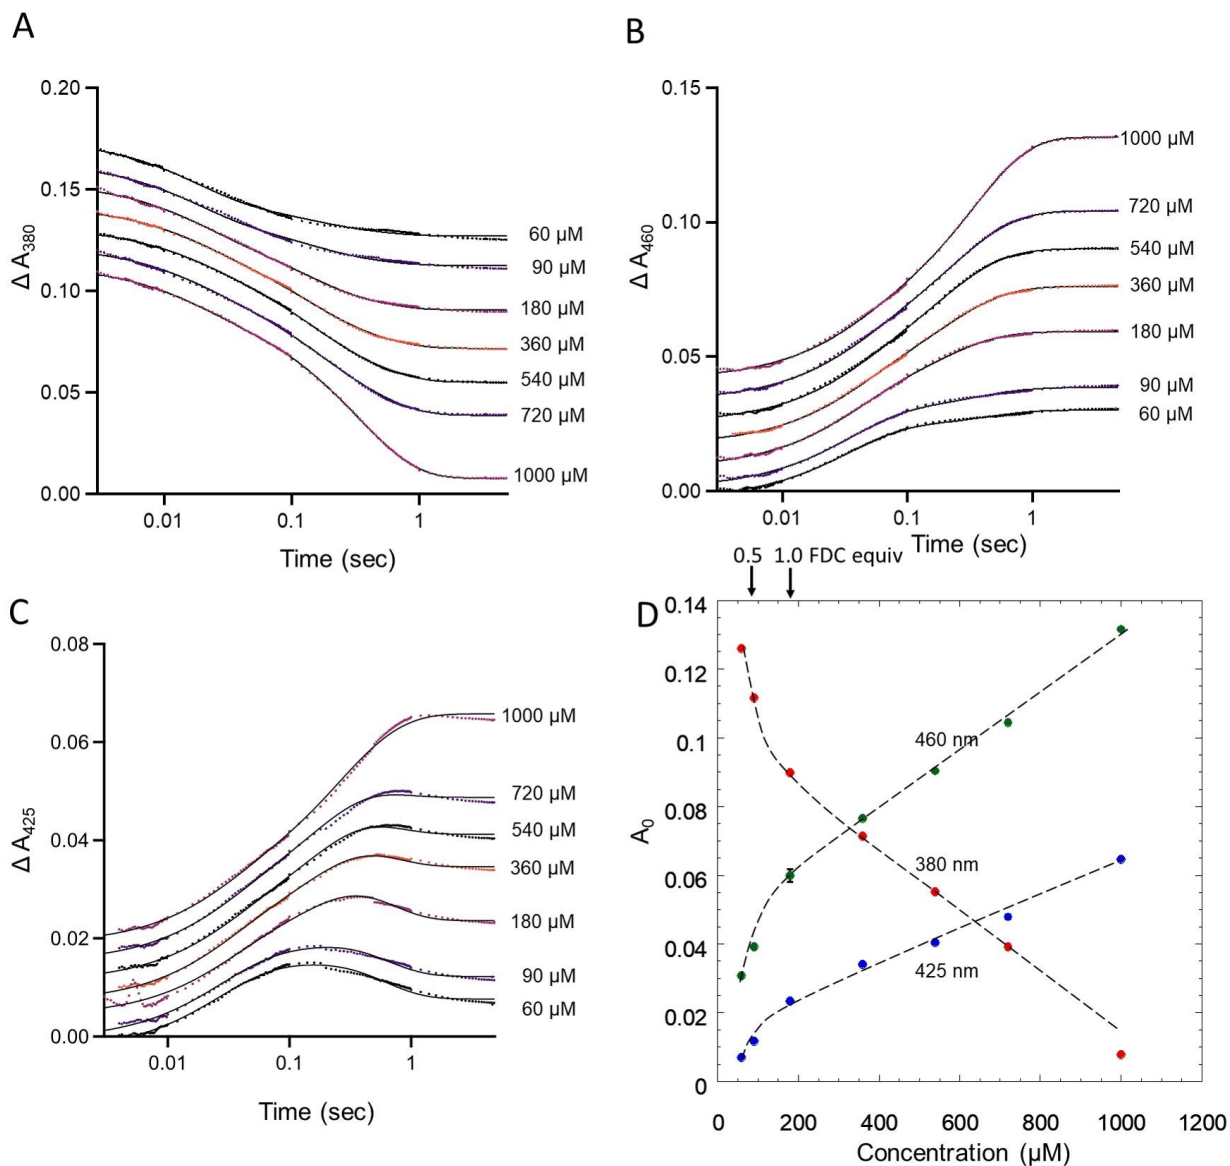 A
0.20
0.15
0.10
0.05
0.00
Δ A380
60 µM
90 µM
180 µM
360 µM
540 µM
720 µM
1000 µM
0.01 0.1 1
Time (sec)
B
0.15
0.10
0.05
0.00
Δ A460
1000 µM
720 µM
540 µM
360 µM
180 µM
90 µM
60 µM
0.01 0.1 1
Time (sec)
C
0.08
0.06
0.04
0.02
0.00
Δ A425
1000 µM
720 µM
540 µM
360 µM
180 µM
90 µM
60 µM
0.01 0.1 1
Time (sec)
0.5 1.0 FDC equiv
D
0.14
0.12
0.1
0.08
0.06
0.04
0.02
0
A0
460 nm
380 nm
425 nm
0 200 400 600 800 1000 1200
Concentration (µM)